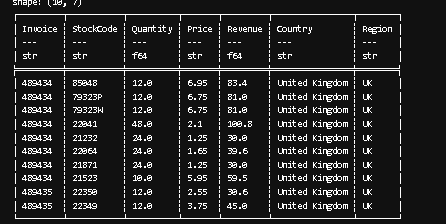 shape: (10, 7)
Invoice StockCode Quantity Price Revenue Country Region
--- --- --- --- --- --- ---
str str f64 str f64 str str
489434 85048 12.0 6.95 83.4 United Kingdom UK
489434 79323P 12.0 6.75 81.0 United Kingdom UK
489434 79323W 12.0 6.75 81.0 United Kingdom UK
489434 22041 48.0 2.1 100.8 United Kingdom UK
489434 21232 24.0 1.25 30.0 United Kingdom UK
489434 22064 24.0 1.65 39.6 United Kingdom UK
489434 21871 24.0 1.25 30.0 United Kingdom UK
489434 21523 10.0 5.95 59.5 United Kingdom UK
489435 22350 12.0 2.55 30.6 United Kingdom UK
489435 22349 12.0 3.75 45.0 United Kingdom UK